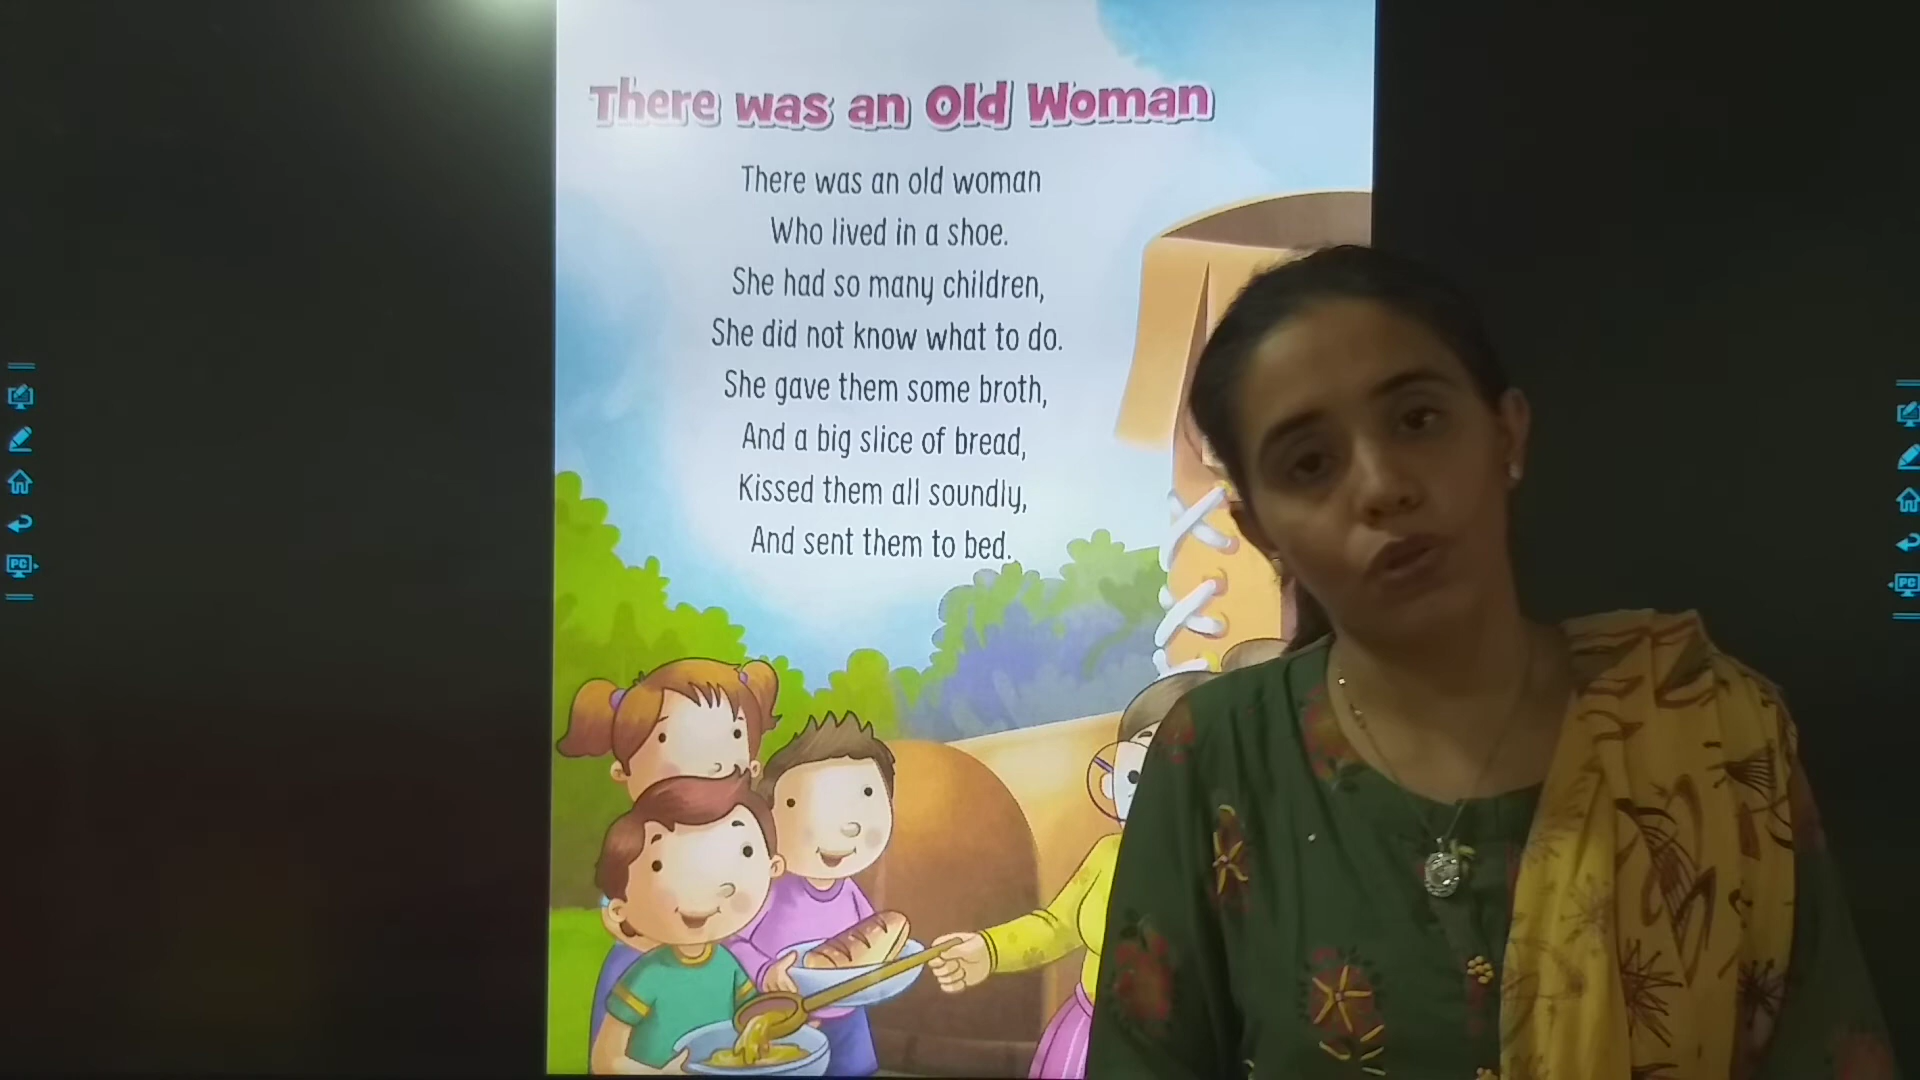 There was an Old Woman
There was an old woman
Who lived in a shoe.
She had so many children,
She did not know what to do.
She gave them some broth,
And a big slice of bread,
Kissed them all soundly,
And sent them to bed.
PC
PC